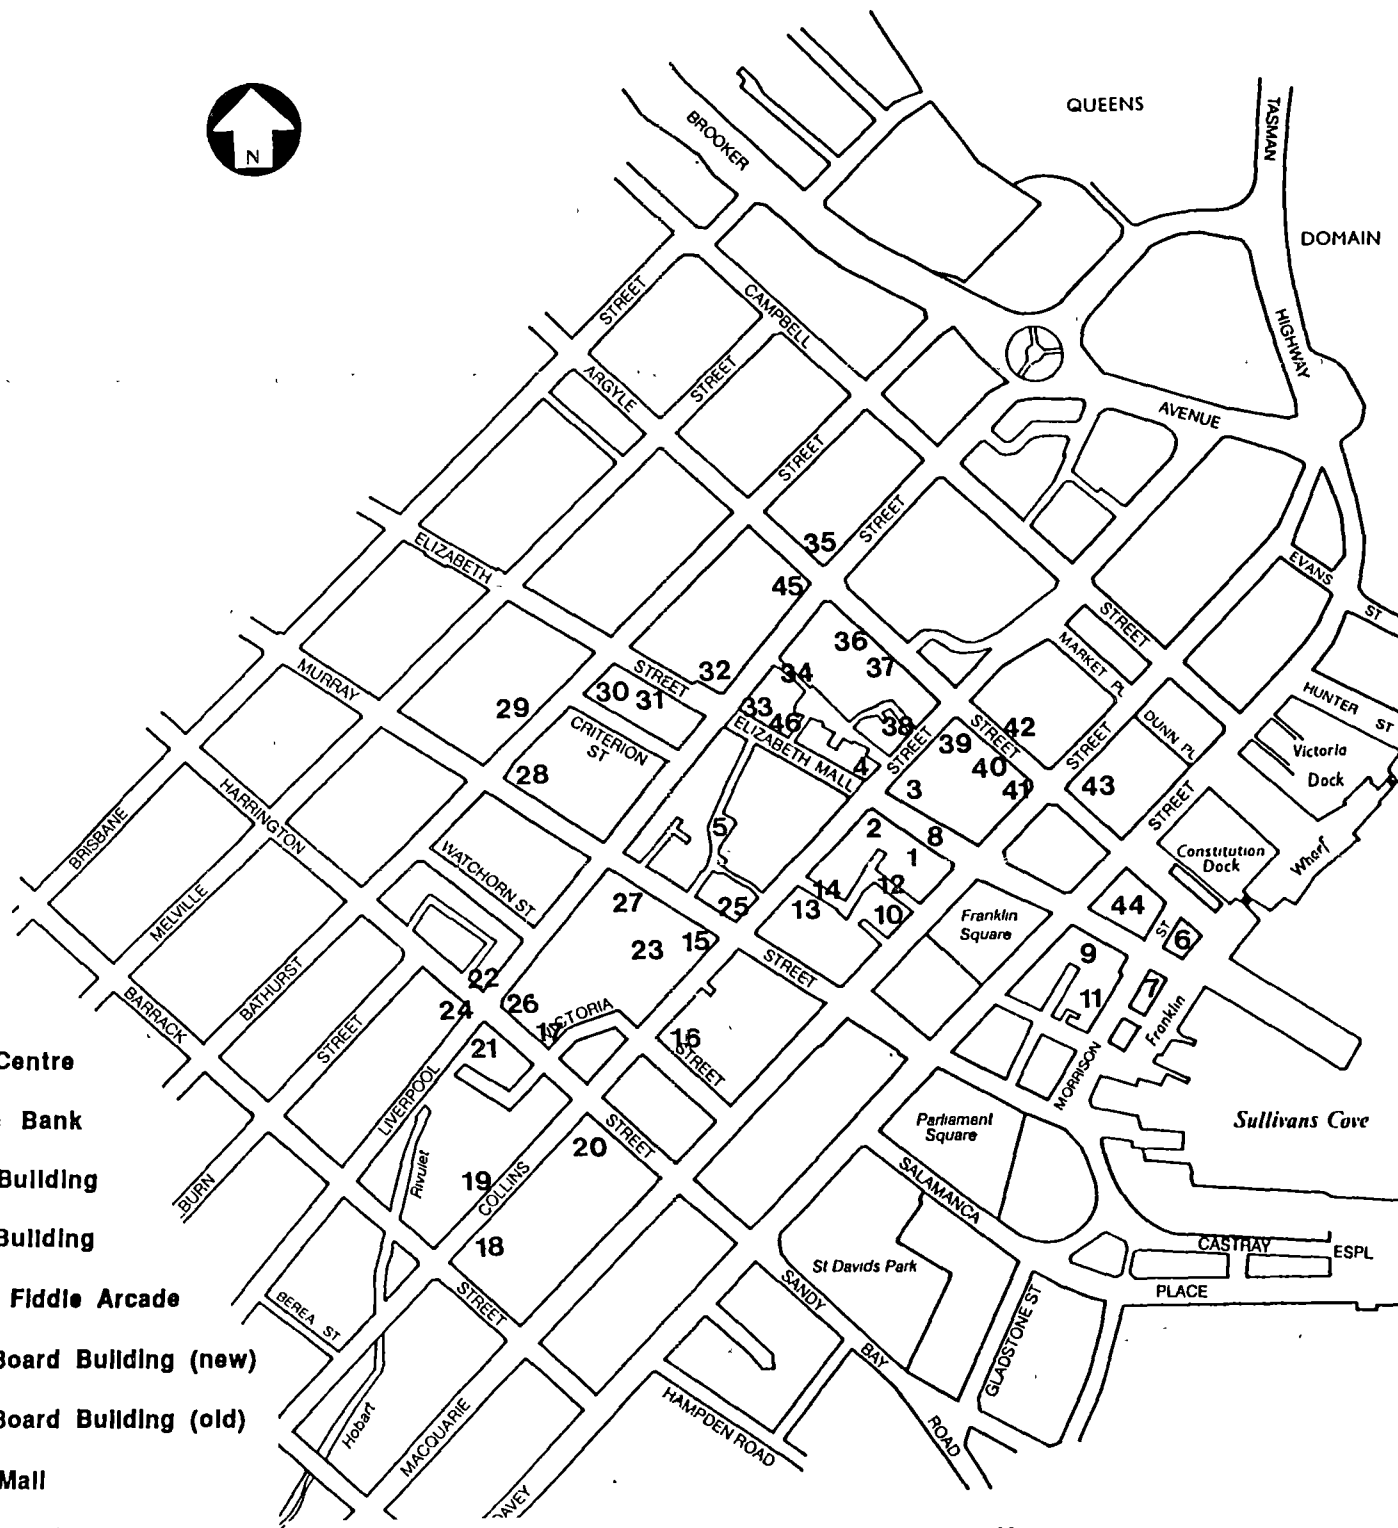 QUEENS
TASMAN
BROOKER
N
DOMAIN
STREET
CAMPBELL
HIGHWAY
ARGYLE
STREET
AVENUE
STREET
STREET
35
ELIZABETH
EVANS
ST
45
STREET
MARKET PL
36
37
STREET
32
34
MURRAY
30
31
29
33
46
ELIZABETH MALL
38
STREET
STREET
42
39
HUNTER ST
DUNN PL
STREET
Victoria
Dock
CRITERION
ST
28
4
40
41
43
3
HARRINGTON
STREET
BRISBANE
5
2
8
1
Constitution
Dock
Wharf
WATCHORN ST
14
12
27
25
13
10
Franklin
Square
44
MELVILLE
15
23
ST
6
9
STREET
22
7
BATHURST
BARRACK
24
26
17
VICTORIA
11
Franklin
STREET
21
16
STREET
MORRISON
Centre
LIVERPOOL
Bank
Parliament
Square
Sullivans Cove
STREET
20
Rivulet
19
COLLINS
Building
BURN
SALAMANCA
18
Building
St Davids Park
CASTRAY
ESPL
SANDY
PLACE
Fiddle Arcade
BEREA ST
STREET
GLADSTONE ST
Board Building (new)
BAY
HAMPDEN ROAD
Board Building (old)
Hobart
MACQUARIE
ROAD
Mall
DAVEY